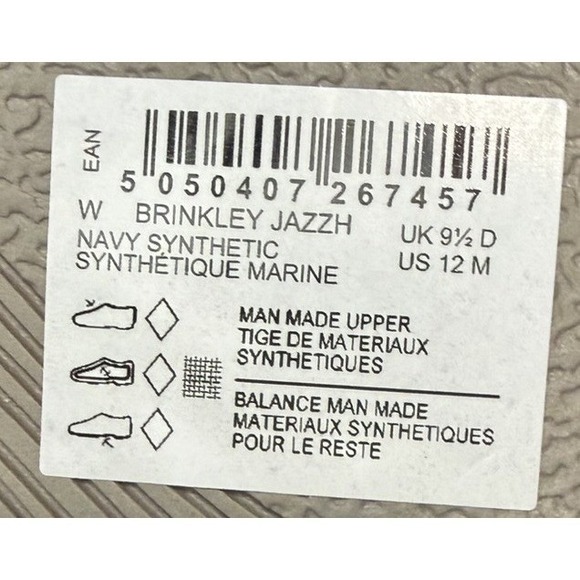 EAN
5 050407 267457
W BRINKLEY JAZZH UK 9½ D
NAVY SYNTHETIC US 12 M
SYNTHÉTIQUE MARINE
MAN MADE UPPER
TIGE DE MATERIAUX
SYNTHETIQUES
BALANCE MAN MADE
MATERIAUX SYNTHETIQUES
POUR LE RESTE